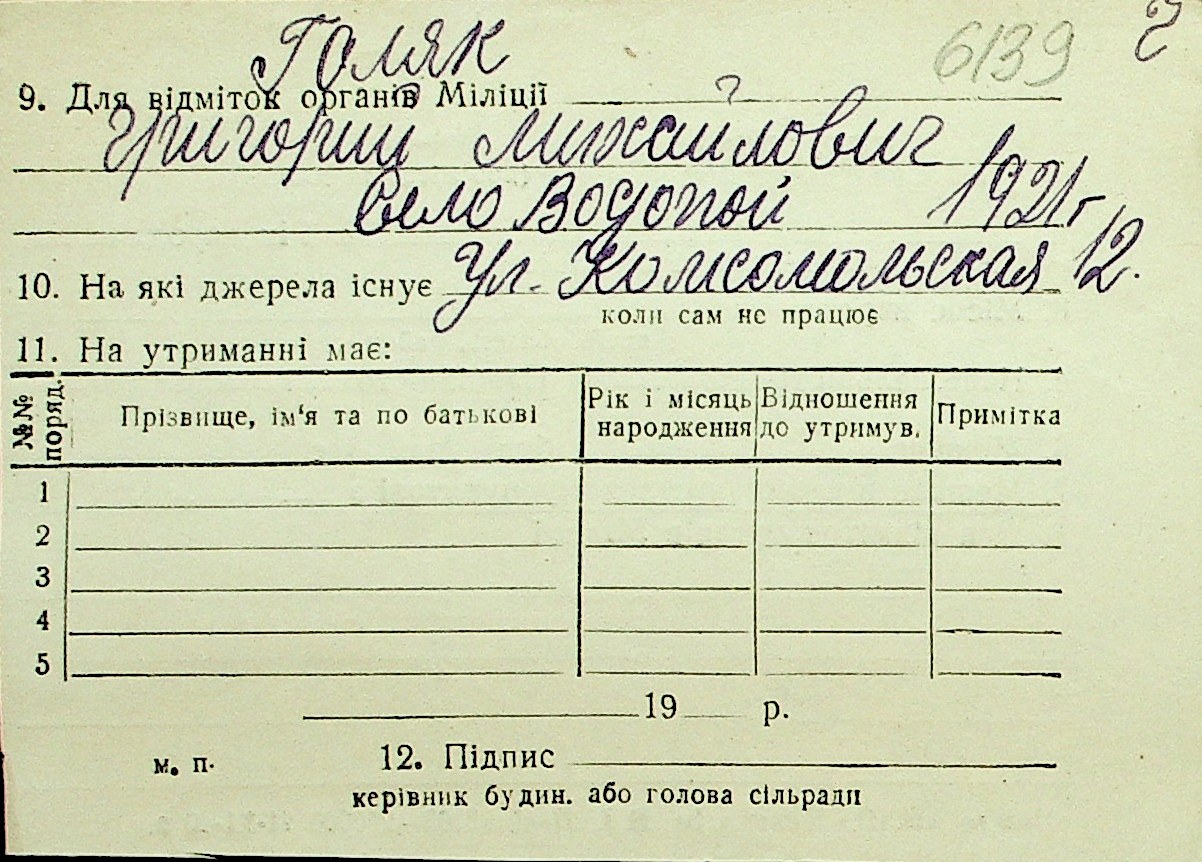 Голяк 6139
9. Для відміток органів Міліції
Григорий Михайлович
село Водопой 1921г
10. На які джерела існує Ул. Комсомольская 12.
коли сам не працює
11. На утриманні має:
№№ поряд. Прізвище, ім‘я та по батькові Рік і місяць народження Відношення до утримув. Примітка
1
2
3
4
5
19 р.
м. п. 12. Підпис
керівник будин. або голова сільради